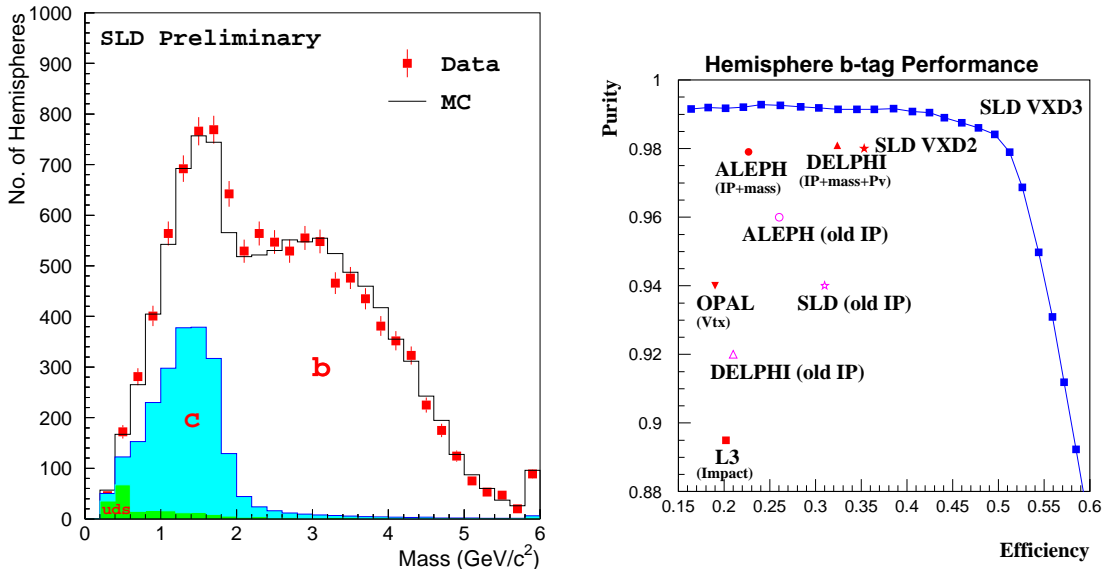 SLD Preliminary
Data
MC
No. of Hemispheres
1000
900
800
700
600
500
400
300
200
100
0
b
c
uds
0 1 2 3 4 5 6
Mass (GeV/c²)
Hemisphere b-tag Performance
Purity
1
0.98
0.96
0.94
0.92
0.9
0.88
SLD VXD3
SLD VXD2
ALEPH
(IP+mass)
DELPHI
(IP+mass+Pv)
ALEPH (old IP)
OPAL
(Vtx)
SLD (old IP)
DELPHI (old IP)
L3
(Impact)
0.15 0.2 0.25 0.3 0.35 0.4 0.45 0.5 0.55 0.6
Efficiency